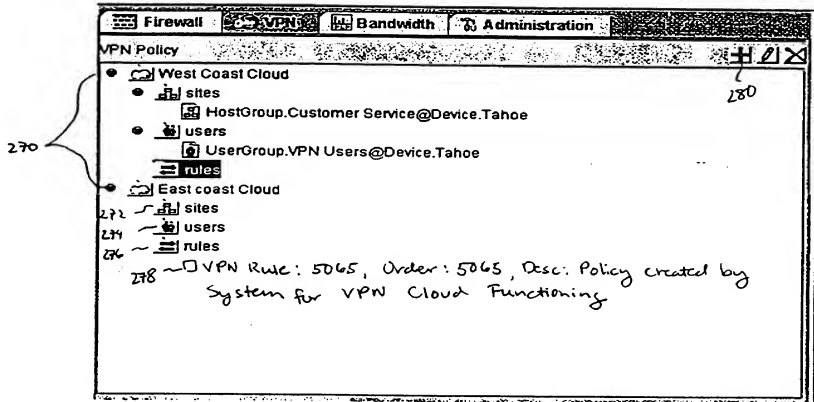 Firewall VPN Bandwidth Administration
VPN Policy
280
West Coast Cloud
sites
HostGroup.Customer Service@Device.Tahoe
270
users
UserGroup.VPN Users@Device.Tahoe
rules
East coast Cloud
272 sites
274 users
276 rules
278 VPN Rule: 5065, Order: 5065, Desc: Policy created by
System for VPN Cloud Functioning